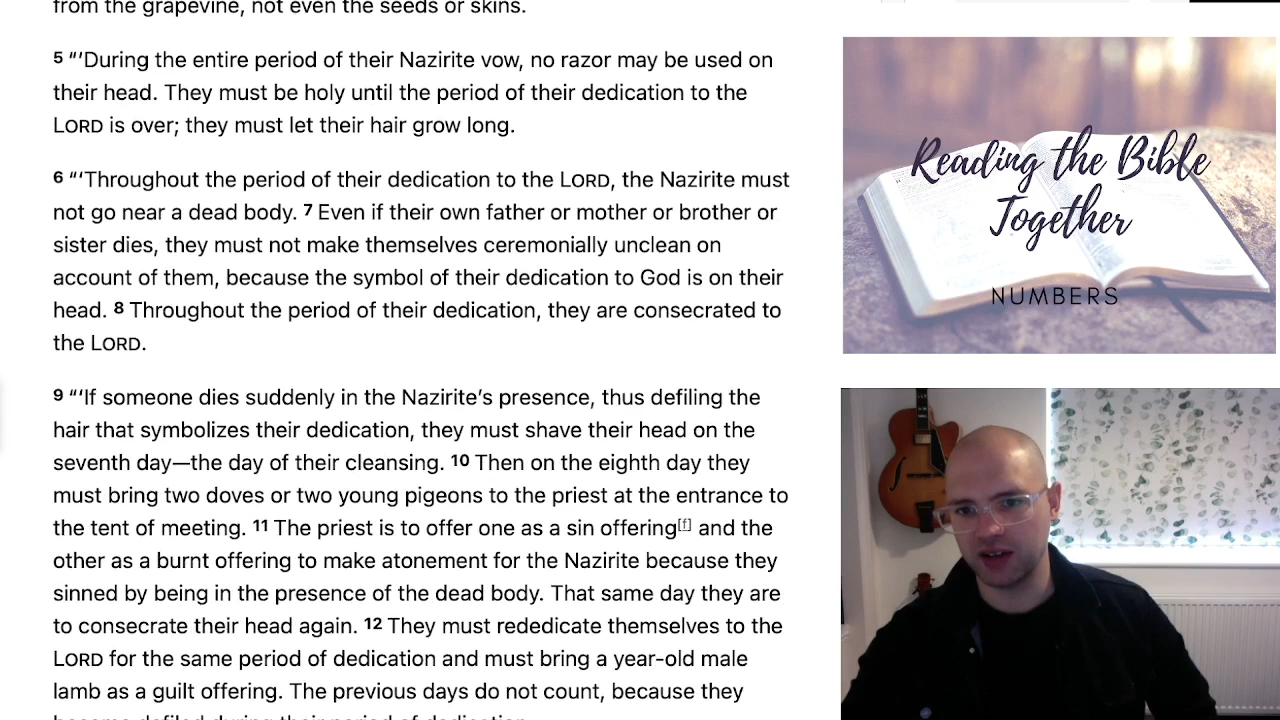 from the grapevine, not even the seeds or skins.
5 “‘During the entire period of their Nazirite vow, no razor may be used on
their head. They must be holy until the period of their dedication to the
LORD is over; they must let their hair grow long.
6 “‘Throughout the period of their dedication to the LORD, the Nazirite must
not go near a dead body. 7 Even if their own father or mother or brother or
sister dies, they must not make themselves ceremonially unclean on
account of them, because the symbol of their dedication to God is on their
head. 8 Throughout the period of their dedication, they are consecrated to
the LORD.
9 “‘If someone dies suddenly in the Nazirite’s presence, thus defiling the
hair that symbolizes their dedication, they must shave their head on the
seventh day—the day of their cleansing. 10 Then on the eighth day they
must bring two doves or two young pigeons to the priest at the entrance to
the tent of meeting. 11 The priest is to offer one as a sin offering[f] and the
other as a burnt offering to make atonement for the Nazirite because they
sinned by being in the presence of the dead body. That same day they are
to consecrate their head again. 12 They must rededicate themselves to the
LORD for the same period of dedication and must bring a year-old male
lamb as a guilt offering. The previous days do not count, because they
became defiled during their period of dedication.
Reading the Bible
Together
NUMBERS